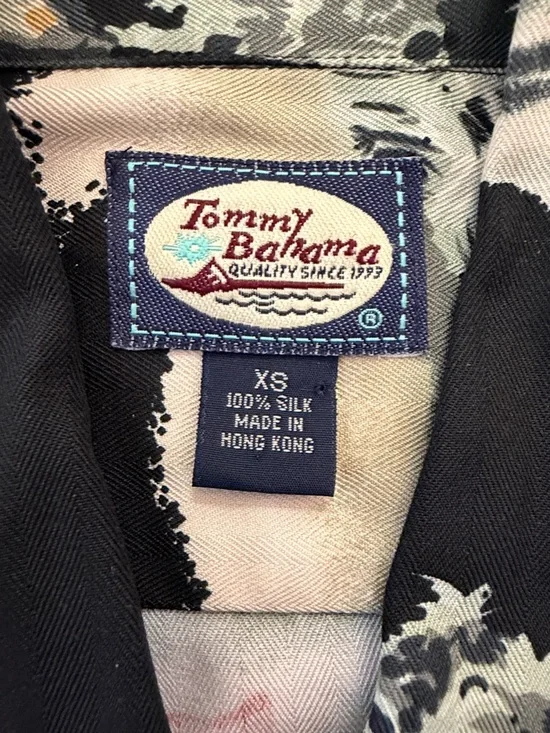 Tommy
Bahama
QUALITY SINCE 1993
®
XS
100% SILK
MADE IN
HONG KONG